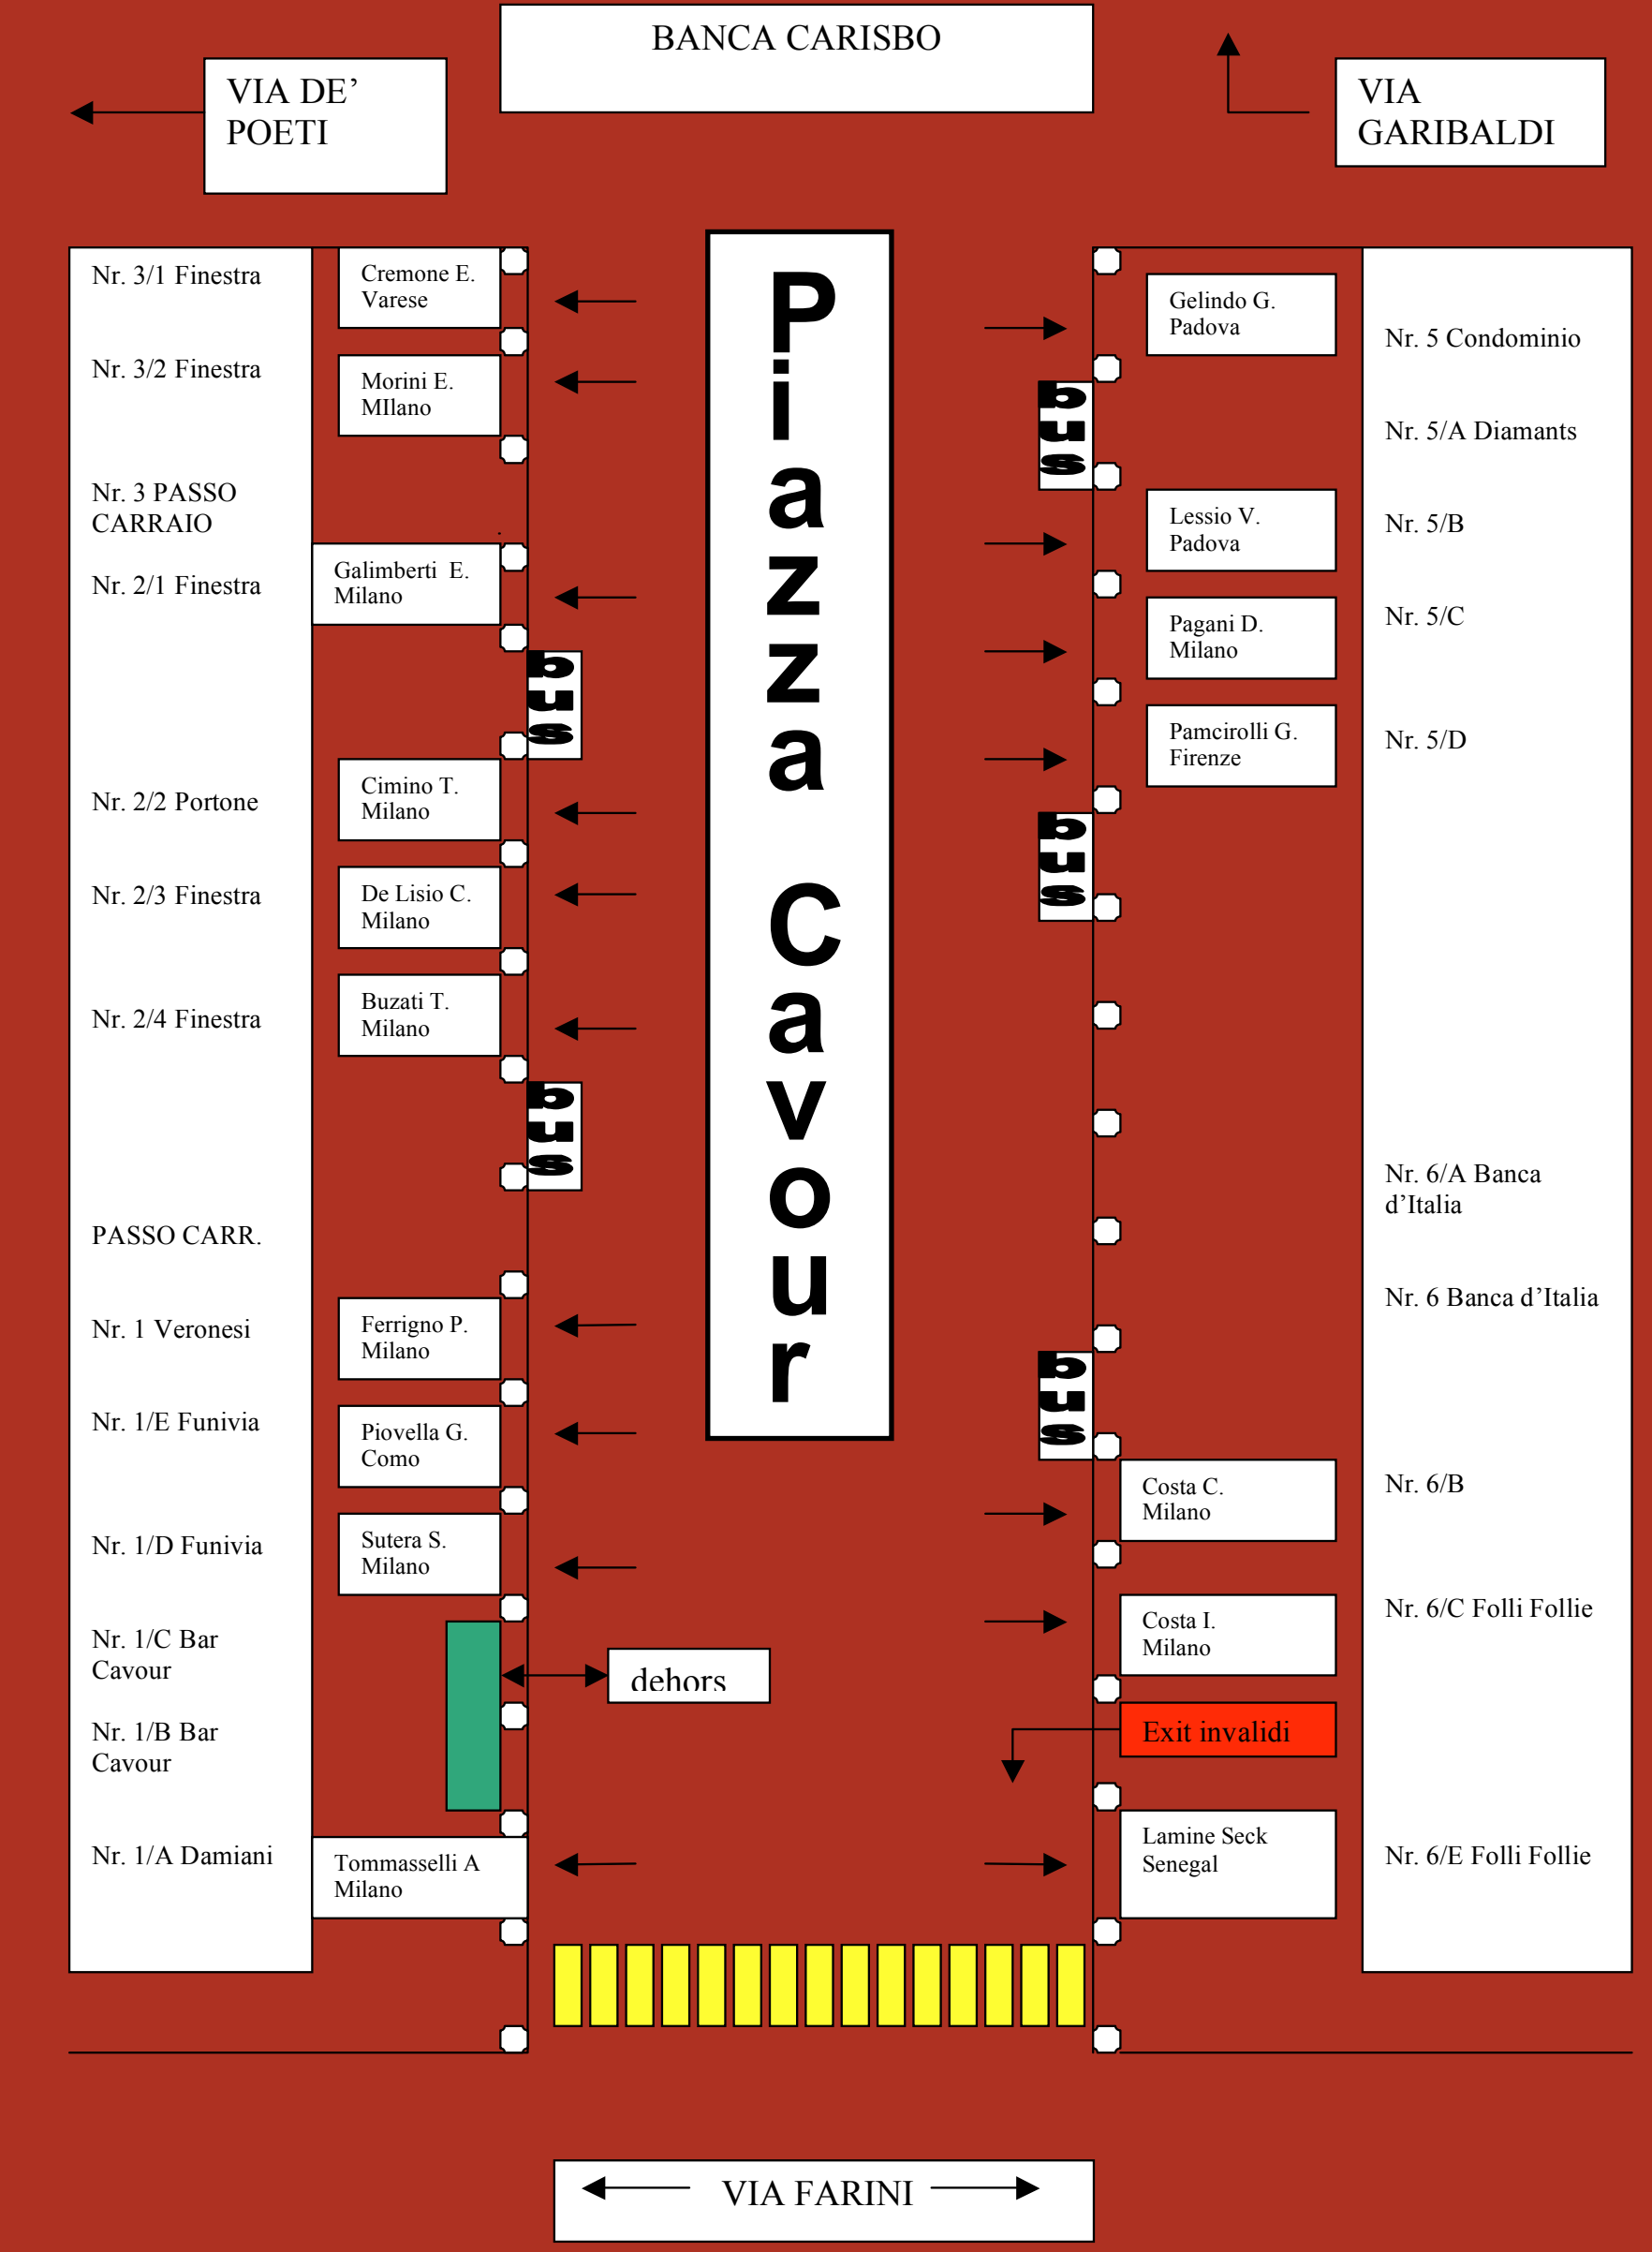 BANCA CARISBO
VIA DE’
POETI
VIA
GARIBALDI
Nr. 3/1 Finestra
Nr. 3/2 Finestra
Nr. 3 PASSO
CARRAIO
Nr. 2/1 Finestra
Nr. 2/2 Portone
Nr. 2/3 Finestra
Nr. 2/4 Finestra
PASSO CARR.
Nr. 1 Veronesi
Nr. 1/E Funivia
Nr. 1/D Funivia
Nr. 1/C Bar
Cavour
Nr. 1/B Bar
Cavour
Nr. 1/A Damiani
Cremone E.
Varese
Morini E.
MIlano
Galimberti E.
Milano
bus
Cimino T.
Milano
De Lisio C.
Milano
Buzati T.
Milano
bus
Ferrigno P.
Milano
Piovella G.
Como
Sutera S.
Milano
dehors
Tommasselli A
Milano
Piazza Cavour
Gelindo G.
Padova
bus
Lessio V.
Padova
Pagani D.
Milano
Pamcirolli G.
Firenze
bus
bus
Costa C.
Milano
Costa I.
Milano
Exit invalidi
Lamine Seck
Senegal
Nr. 5 Condominio
Nr. 5/A Diamants
Nr. 5/B
Nr. 5/C
Nr. 5/D
Nr. 6/A Banca
d’Italia
Nr. 6 Banca d’Italia
Nr. 6/B
Nr. 6/C Folli Follie
Nr. 6/E Folli Follie
VIA FARINI